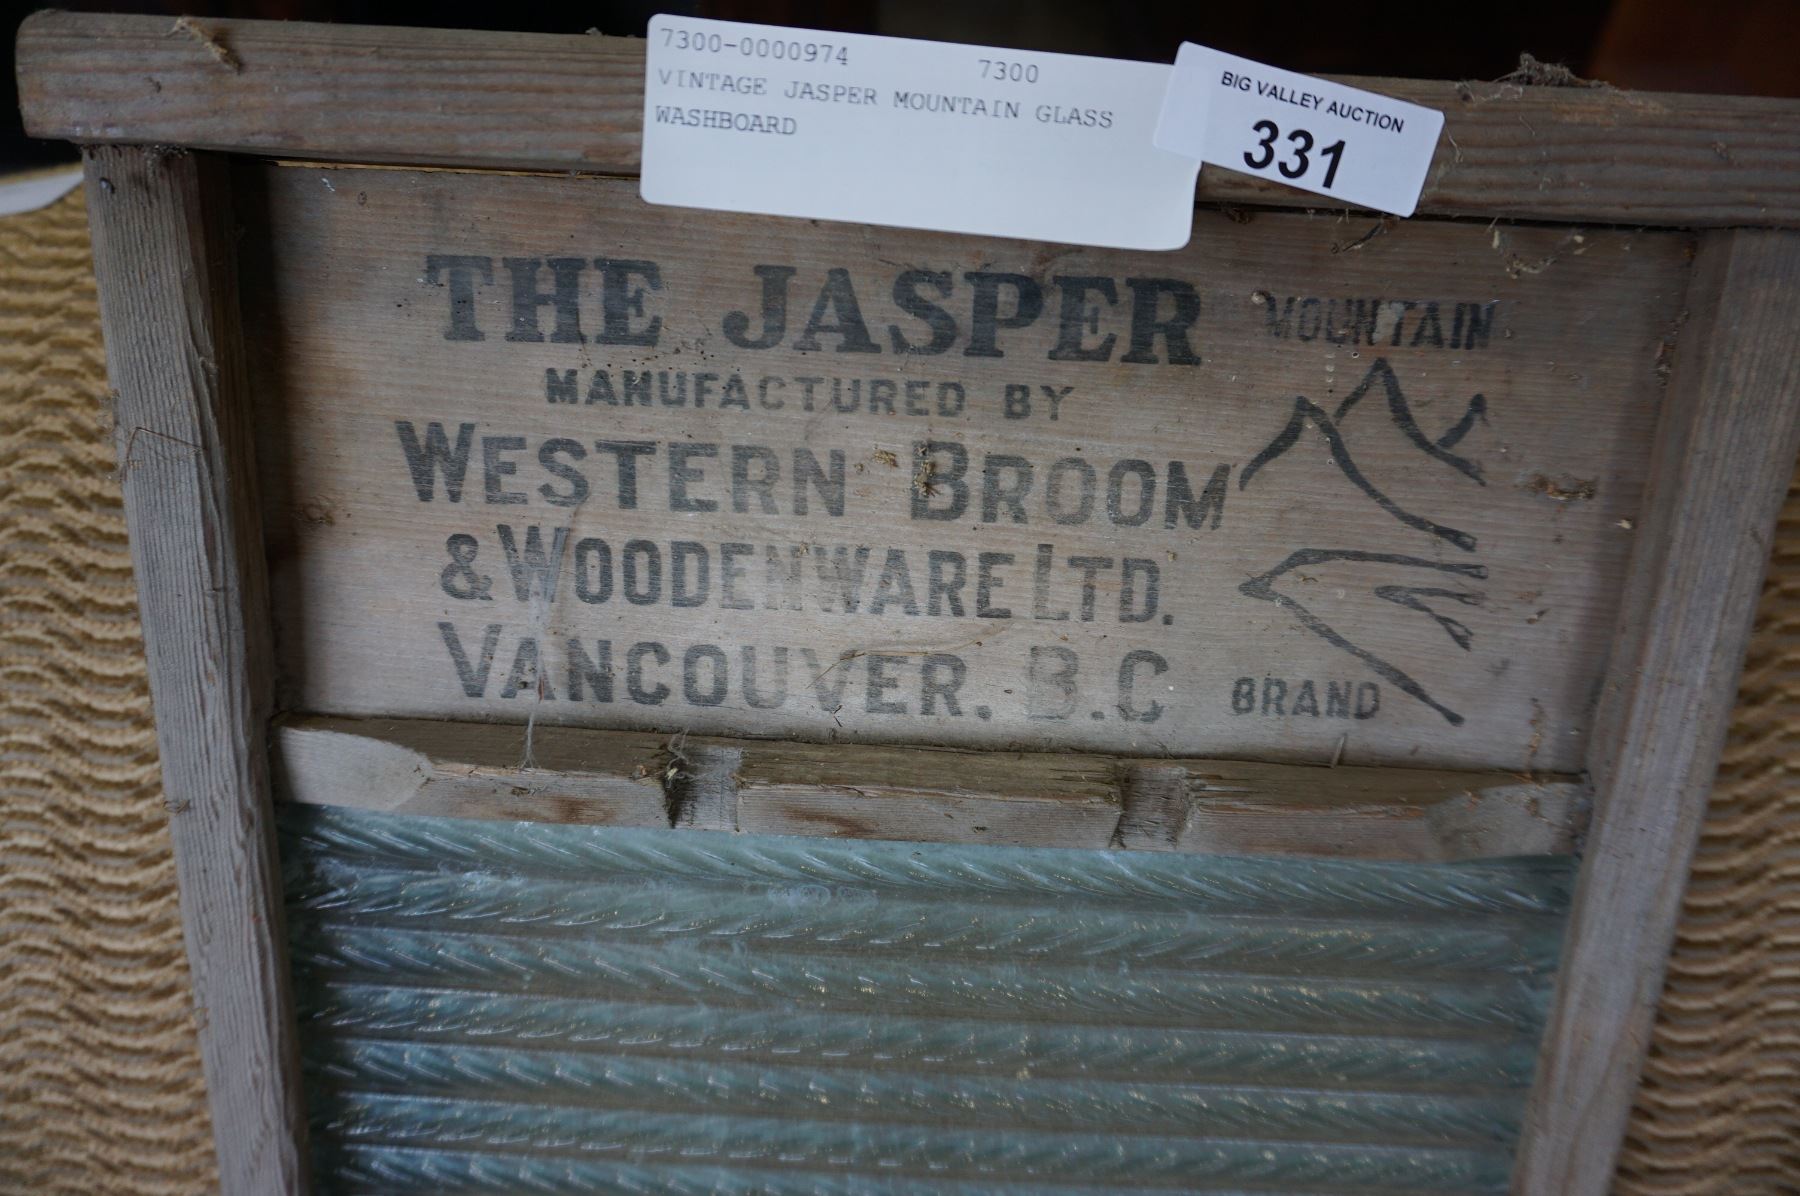 7300-0000974 7300
VINTAGE JASPER MOUNTAIN GLASS
WASHBOARD
BIG VALLEY AUCTION
331
THE JASPER
MANUFACTURED BY
WESTERN BROOM
& WOODENWARE LTD.
VANCOUVER. B.C
MOUNTAIN
BRAND